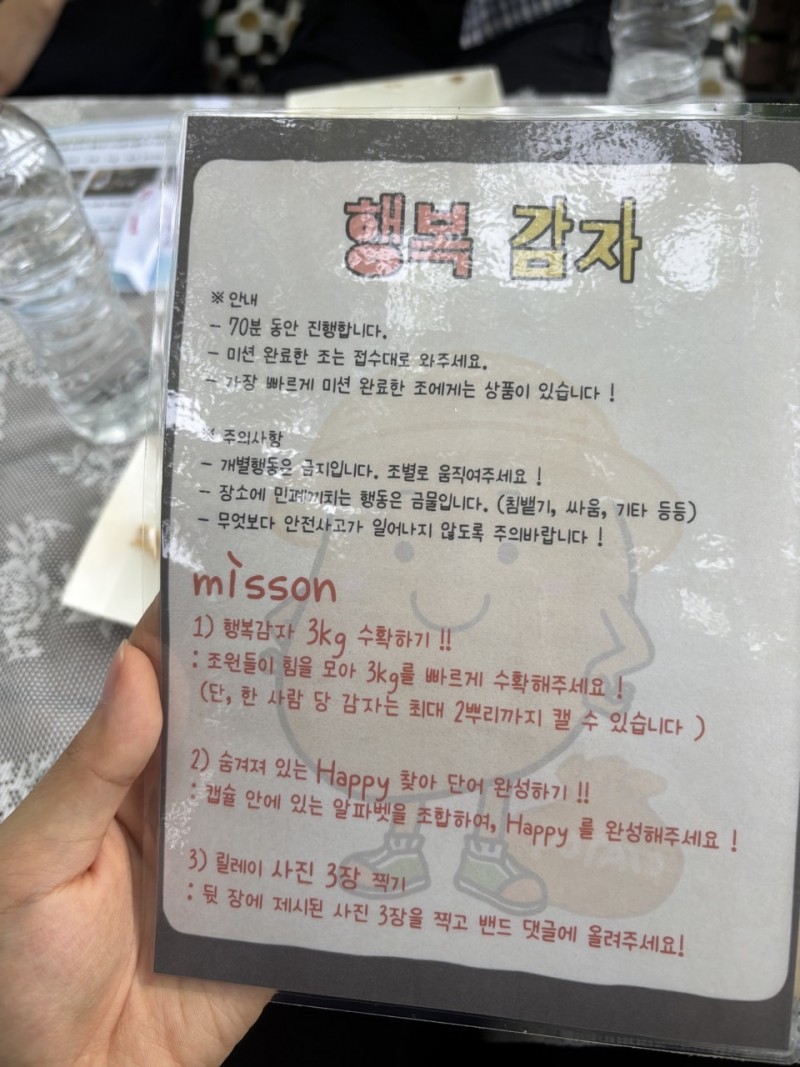 행복 감자
※ 안내
- 70분 동안 진행합니다.
- 미션 완료한 조는 접수대로 와주세요.
- 가장 빠르게 미션 완료한 조에게는 상품이 있습니다 !
※ 주의사항
- 개별행동은 금지입니다. 조별로 움직여주세요 !
- 장소에 민폐끼치는 행동은 금물입니다. (침뱉기, 싸움, 기타 등등)
- 무엇보다 안전사고가 일어나지 않도록 주의바랍니다 !
misson
1) 행복감자 3kg 수확하기 !!
: 조원들이 힘을 모아 3kg를 빠르게 수확해주세요 !
(단, 한 사람 당 감자는 최대 2뿌리까지 캘 수 있습니다 )
2) 숨겨져 있는 Happy 찾아 단어 완성하기 !!
: 캡슐 안에 있는 알파벳을 조합하여, Happy 를 완성해주세요 !
3) 릴레이 사진 3장 찍기
: 뒷 장에 제시된 사진 3장을 찍고 밴드 댓글에 올려주세요!